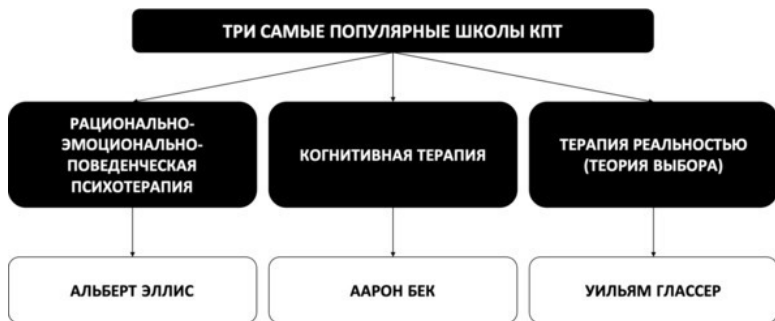 ТРИ САМЫЕ ПОПУЛЯРНЫЕ ШКОЛЫ КПТ
РАЦИОНАЛЬНО-
ЭМОЦИОНАЛЬНО-
ПОВЕДЕНЧЕСКАЯ
ПСИХОТЕРАПИЯ
КОГНИТИВНАЯ ТЕРАПИЯ
ТЕРАПИЯ РЕАЛЬНОСТЬЮ
(ТЕОРИЯ ВЫБОРА)
АЛЬБЕРТ ЭЛЛИС
ААРОН БЕК
УИЛЬЯМ ГЛАССЕР